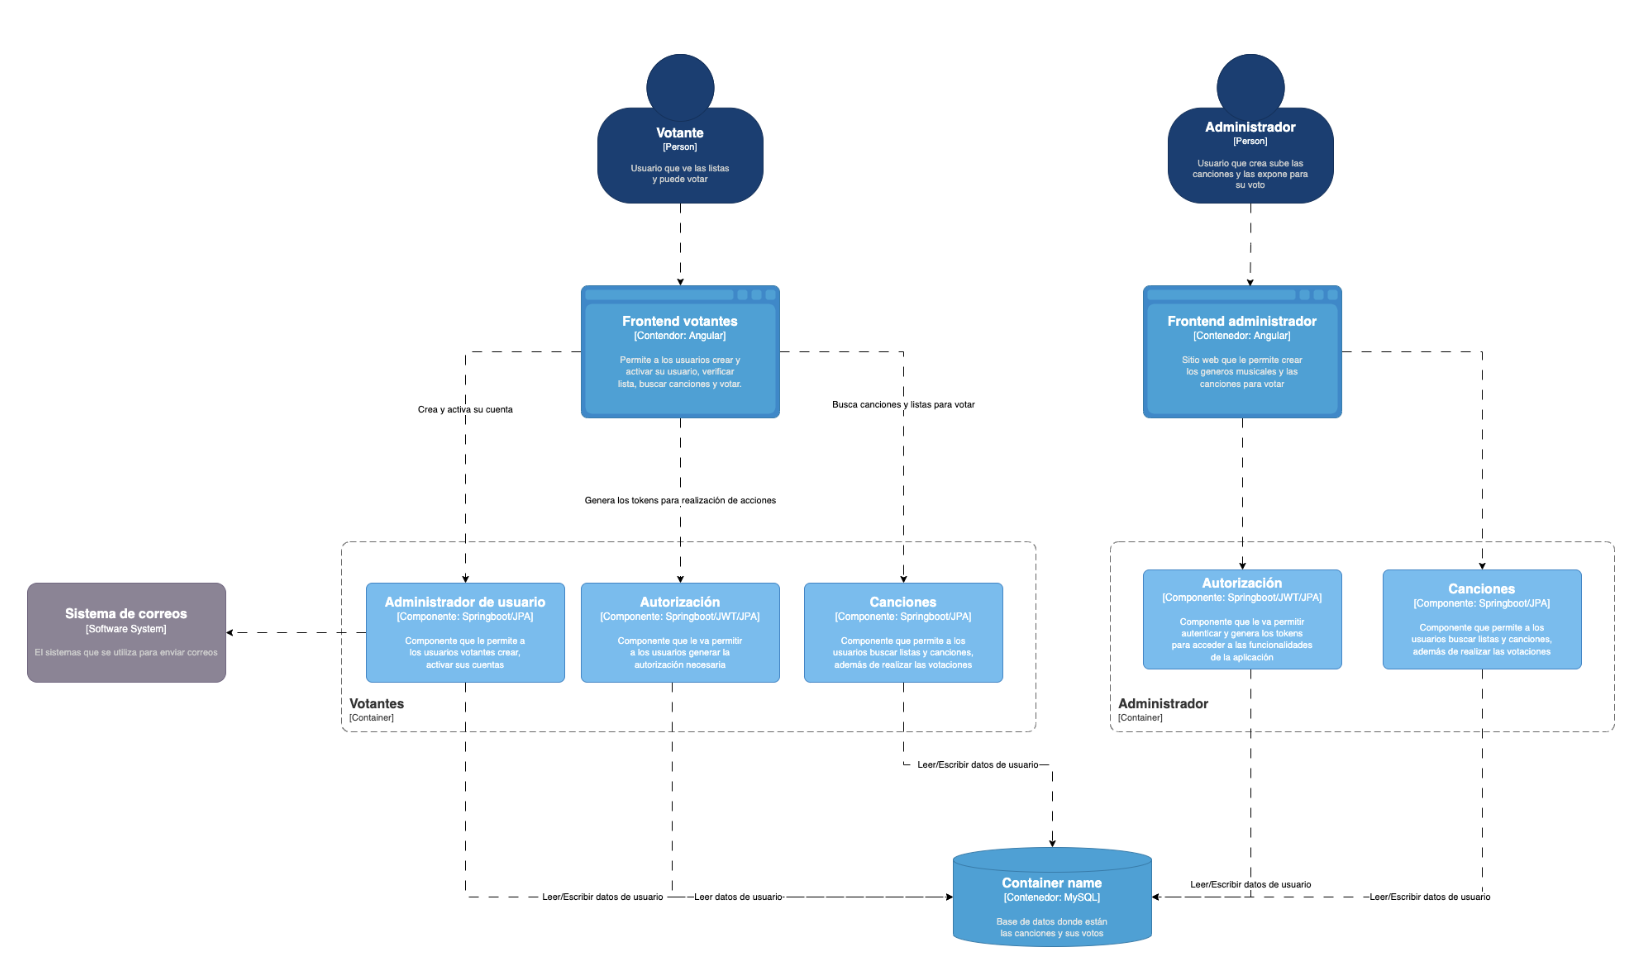 Votante
[Person]
Usuario que ve las listas
y puede votar
Administrador
[Person]
Usuario que crea sube las
canciones y las expone para
su voto
Frontend votantes
[Contendor: Angular]
Permite a los usuarios crear y
activar su usuario, verificar
lista, buscar canciones y votar.
Frontend administrador
[Contenedor: Angular]
Sitio web que le permite crear
los generos musicales y las
canciones para votar
Crea y activa su cuenta
Busca canciones y listas para votar
Genera los tokens para realización de acciones
Sistema de correos
[Software System]
El sistemas que se utiliza para enviar correos
Administrador de usuario
[Componente: Springboot/JPA]
Componente que le permite a
los usuarios votantes crear,
activar sus cuentas
Autorización
[Componente: Springboot/JWT/JPA]
Componente que le va permitir
a los usuarios generar la
autorización necesaria
Canciones
[Componente: Springboot/JPA]
Componente que permite a los
usuarios buscar listas y canciones,
además de realizar las votaciones
Votantes
[Container]
Autorización
[Componente: Springboot/JWT/JPA]
Componente que le va permitir
autenticar y genera los tokens
para acceder a las funcionalidades
de la aplicación
Canciones
[Componente: Springboot/JPA]
Componente que permite a los
usuarios buscar listas y canciones,
además de realizar las votaciones
Administrador
[Container]
Leer/Escribir datos de usuario
Leer/Escribir datos de usuario
Leer datos de usuario
Container name
[Contenedor: MySQL]
Base de datos donde están
las canciones y sus votos
Leer/Escribir datos de usuario
Leer/Escribir datos de usuario